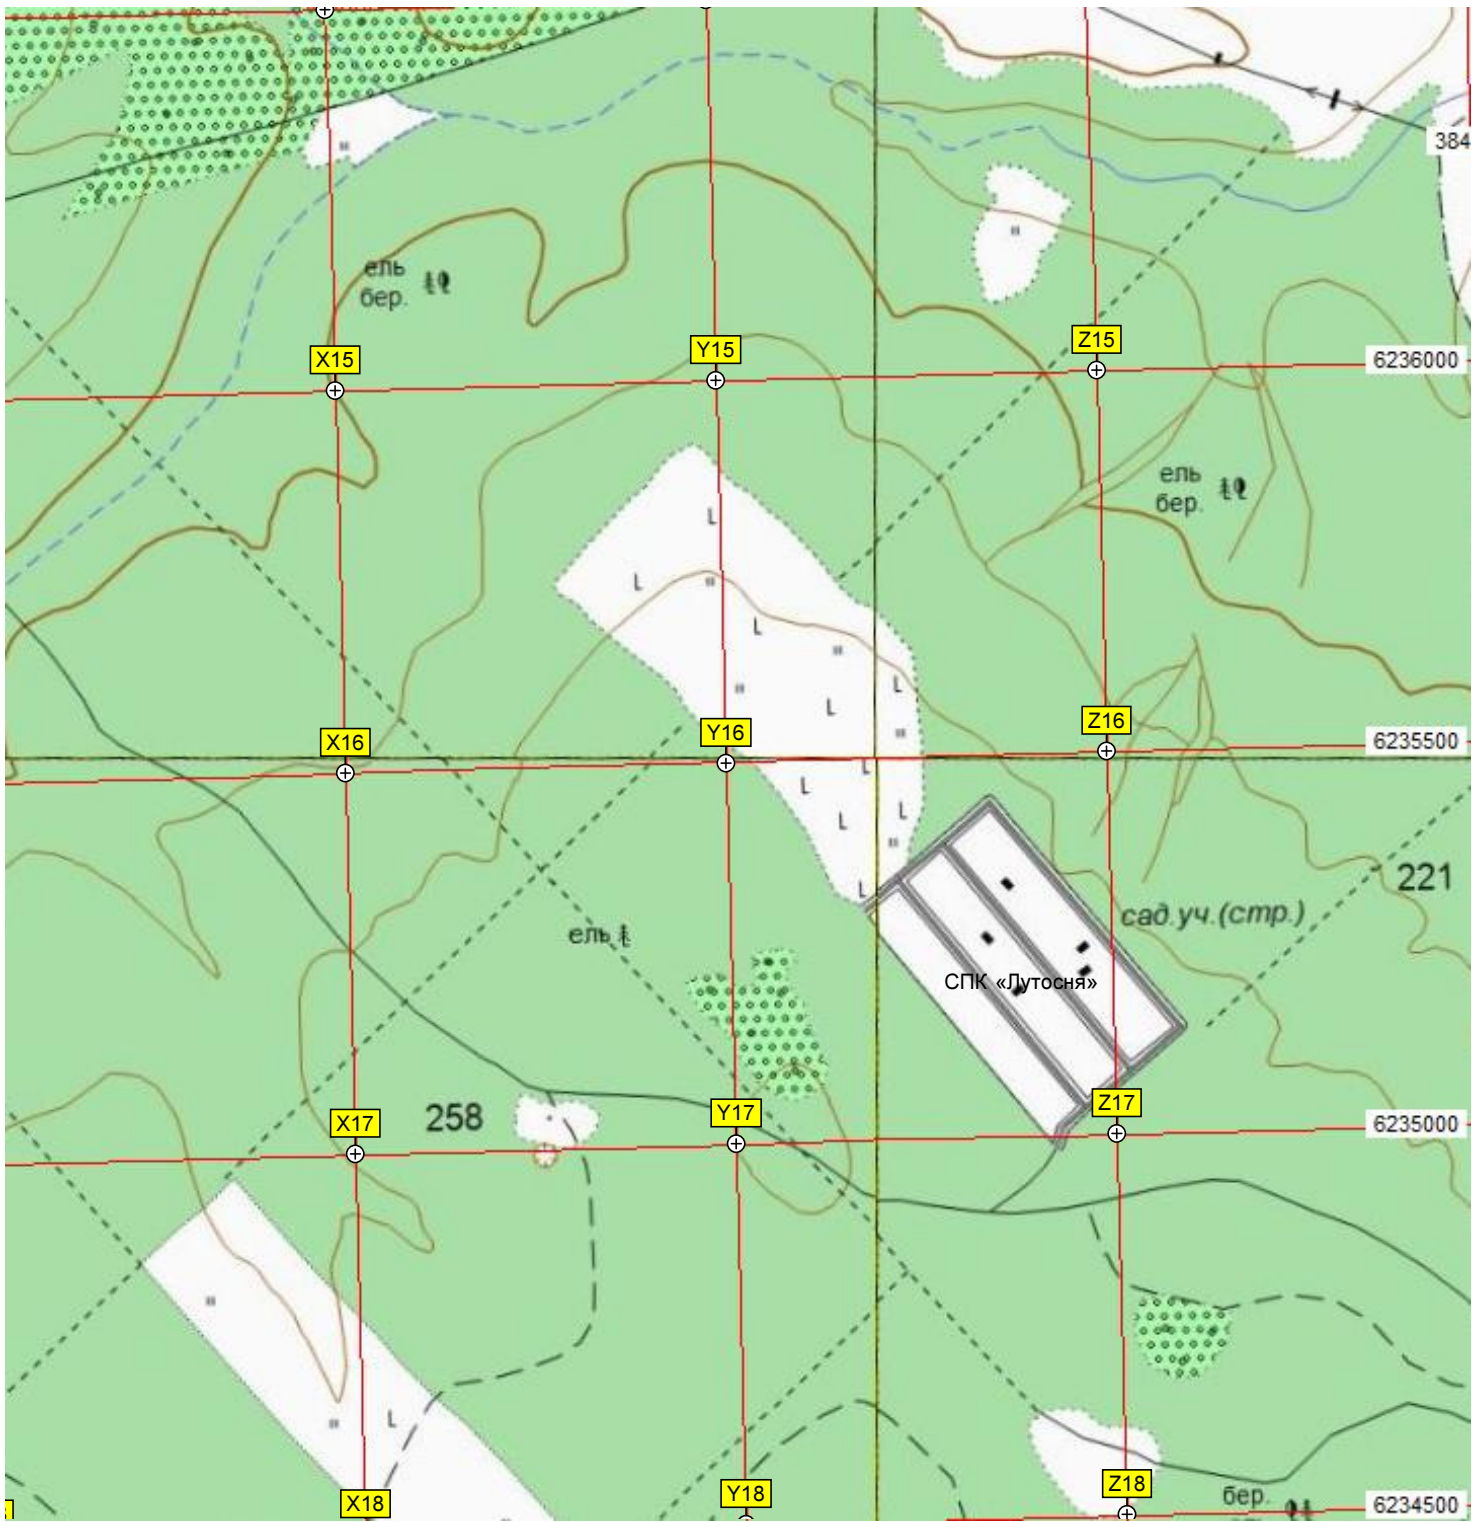 384
ель
бер.
X15
Y15
Z15
6236000
L
ель
бер.
L
L
L
L
X16
Y16
Z16
6235500
L
L
L
L
L
221
сад.уч.(стр.)
ель
СПК «Лутосня»
258
X17
Y17
Z17
6235000
L
X18
Y18
Z18
бер.
6234500